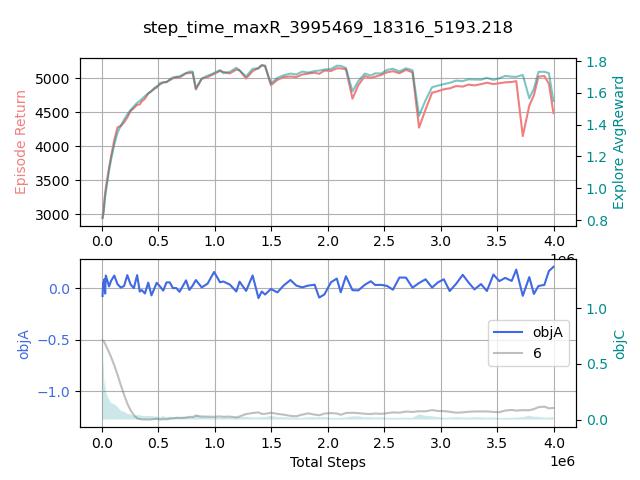 step_time_maxR_3995469_18316_5193.218
5000
4500
4000
3500
3000
Episode Return
1.8
1.6
1.4
1.2
1.0
0.8
Explore AvgReward
0.0 0.5 1.0 1.5 2.0 2.5 3.0 3.5 4.0
0.0
−0.5
−1.0
objA
1.0
0.5
0.0
objC
objA
6
0.0 0.5 1.0 1.5 2.0 2.5 3.0 3.5 4.0
Total Steps
1e6